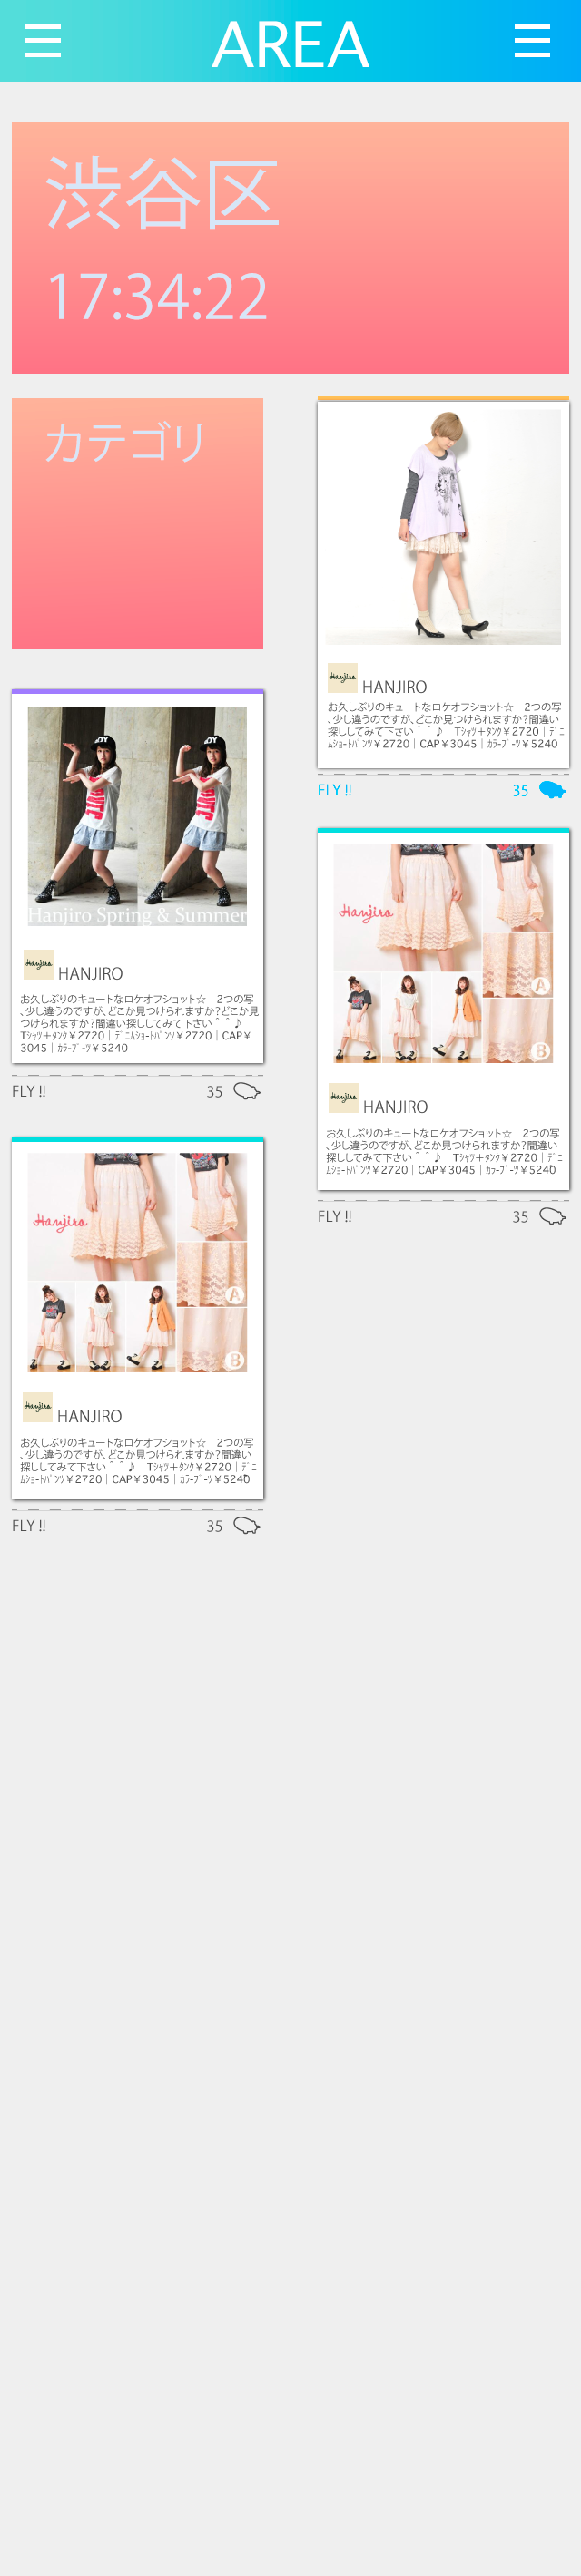 AREA
渋谷区
17:34:22
カテゴリ
HANJIRO
お久しぶりのキュートなロケオフショット☆　2つの写
、少し違うのですが、どこか見つけられますか？間違い
探ししてみて下さい＾＾♪　Tｼｬﾂ＋ﾀﾝｸ￥2720｜ﾃﾞﾆ
ﾑｼｮｰﾄﾊﾟﾝﾂ￥2720｜CAP￥3045｜ｶﾗｰﾌﾞｰﾂ￥5240
FLY !!
35
Hanjiro Spring & Summer
Hanjiro
HANJIRO
お久しぶりのキュートなロケオフショット☆　2つの写
、少し違うのですが、どこか見つけられますか？どこか見
つけられますか？間違い探ししてみて下さい＾＾♪
Tｼｬﾂ＋ﾀﾝｸ￥2720｜ﾃﾞﾆﾑｼｮｰﾄﾊﾟﾝﾂ￥2720｜CAP￥
3045｜ｶﾗｰﾌﾞｰﾂ￥5240
FLY !!
35
Hanjiro
A
B
Hanjiro
HANJIRO
お久しぶりのキュートなロケオフショット☆　2つの写
、少し違うのですが、どこか見つけられますか？間違い
探ししてみて下さい＾＾♪　Tｼｬﾂ＋ﾀﾝｸ￥2720｜ﾃﾞﾆ
ﾑｼｮｰﾄﾊﾟﾝﾂ￥2720｜CAP￥3045｜ｶﾗｰﾌﾞｰﾂ￥5240
FLY !!
35
Hanjiro
A
B
Hanjiro
HANJIRO
お久しぶりのキュートなロケオフショット☆　2つの写
、少し違うのですが、どこか見つけられますか？間違い
探ししてみて下さい＾＾♪　Tｼｬﾂ＋ﾀﾝｸ￥2720｜ﾃﾞﾆ
ﾑｼｮｰﾄﾊﾟﾝﾂ￥2720｜CAP￥3045｜ｶﾗｰﾌﾞｰﾂ￥5240
FLY !!
35